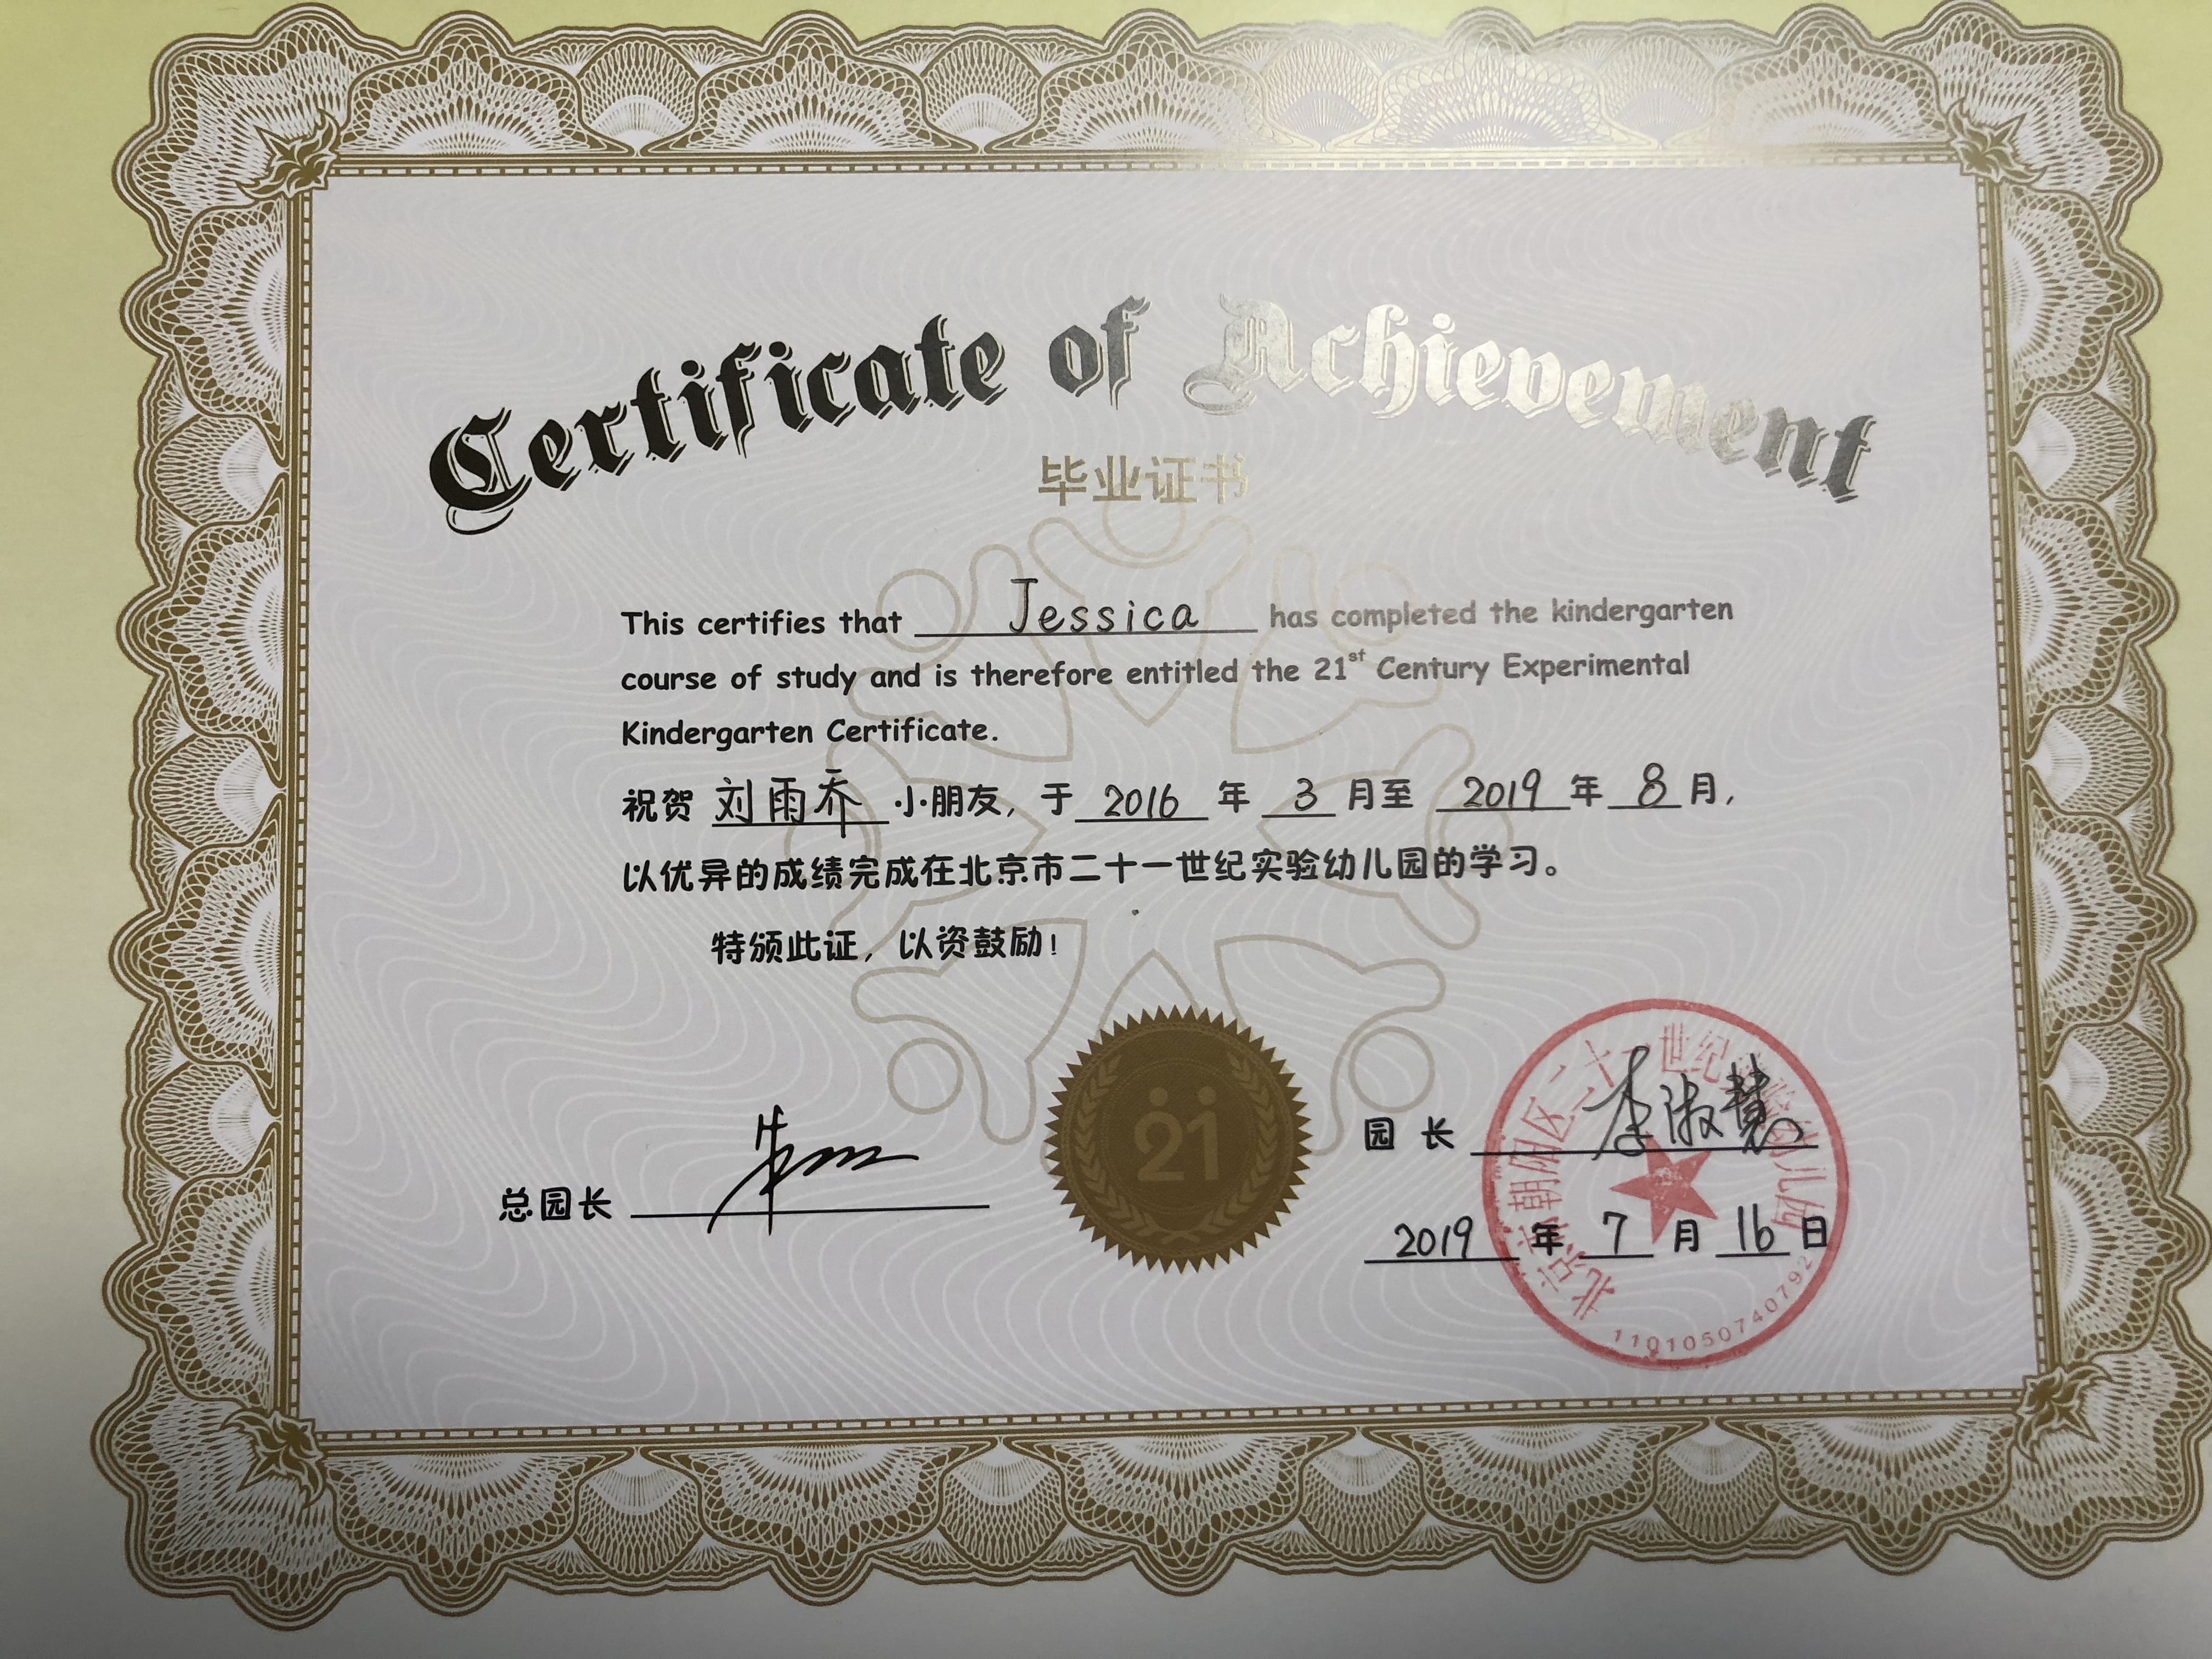 Certificate of Achievement
毕业证书
This certifies that Jessica has completed the kindergarten
course of study and is therefore entitled the 21st Century Experimental
Kindergarten Certificate.
祝贺 刘雨乔 小朋友, 于 2016 年 3 月至 2019 年 8 月,
以优异的成绩完成在北京市二十一世纪实验幼儿园的学习。
特颁此证, 以资鼓励!
21
园长 李淑慧
总园长
2019 年 7 月 16 日
北京市朝阳区二十一世纪实验幼儿园
1101050740792